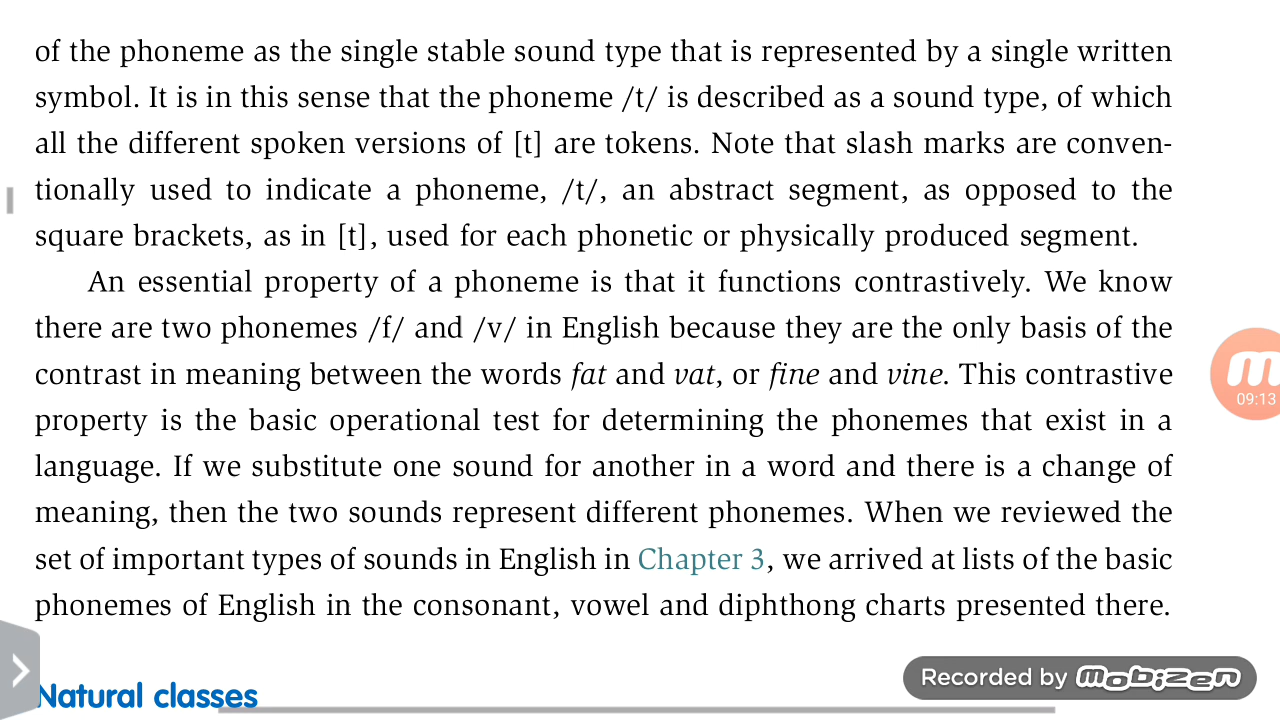 of the phoneme as the single stable sound type that is represented by a single written
symbol. It is in this sense that the phoneme /t/ is described as a sound type, of which
all the different spoken versions of [t] are tokens. Note that slash marks are conven-
tionally used to indicate a phoneme, /t/, an abstract segment, as opposed to the
square brackets, as in [t], used for each phonetic or physically produced segment.
An essential property of a phoneme is that it functions contrastively. We know
there are two phonemes /f/ and /v/ in English because they are the only basis of the
contrast in meaning between the words fat and vat, or fine and vine. This contrastive
property is the basic operational test for determining the phonemes that exist in a
language. If we substitute one sound for another in a word and there is a change of
meaning, then the two sounds represent different phonemes. When we reviewed the
set of important types of sounds in English in Chapter 3, we arrived at lists of the basic
phonemes of English in the consonant, vowel and diphthong charts presented there.
Natural classes
m
09:13
Recorded by mobizen